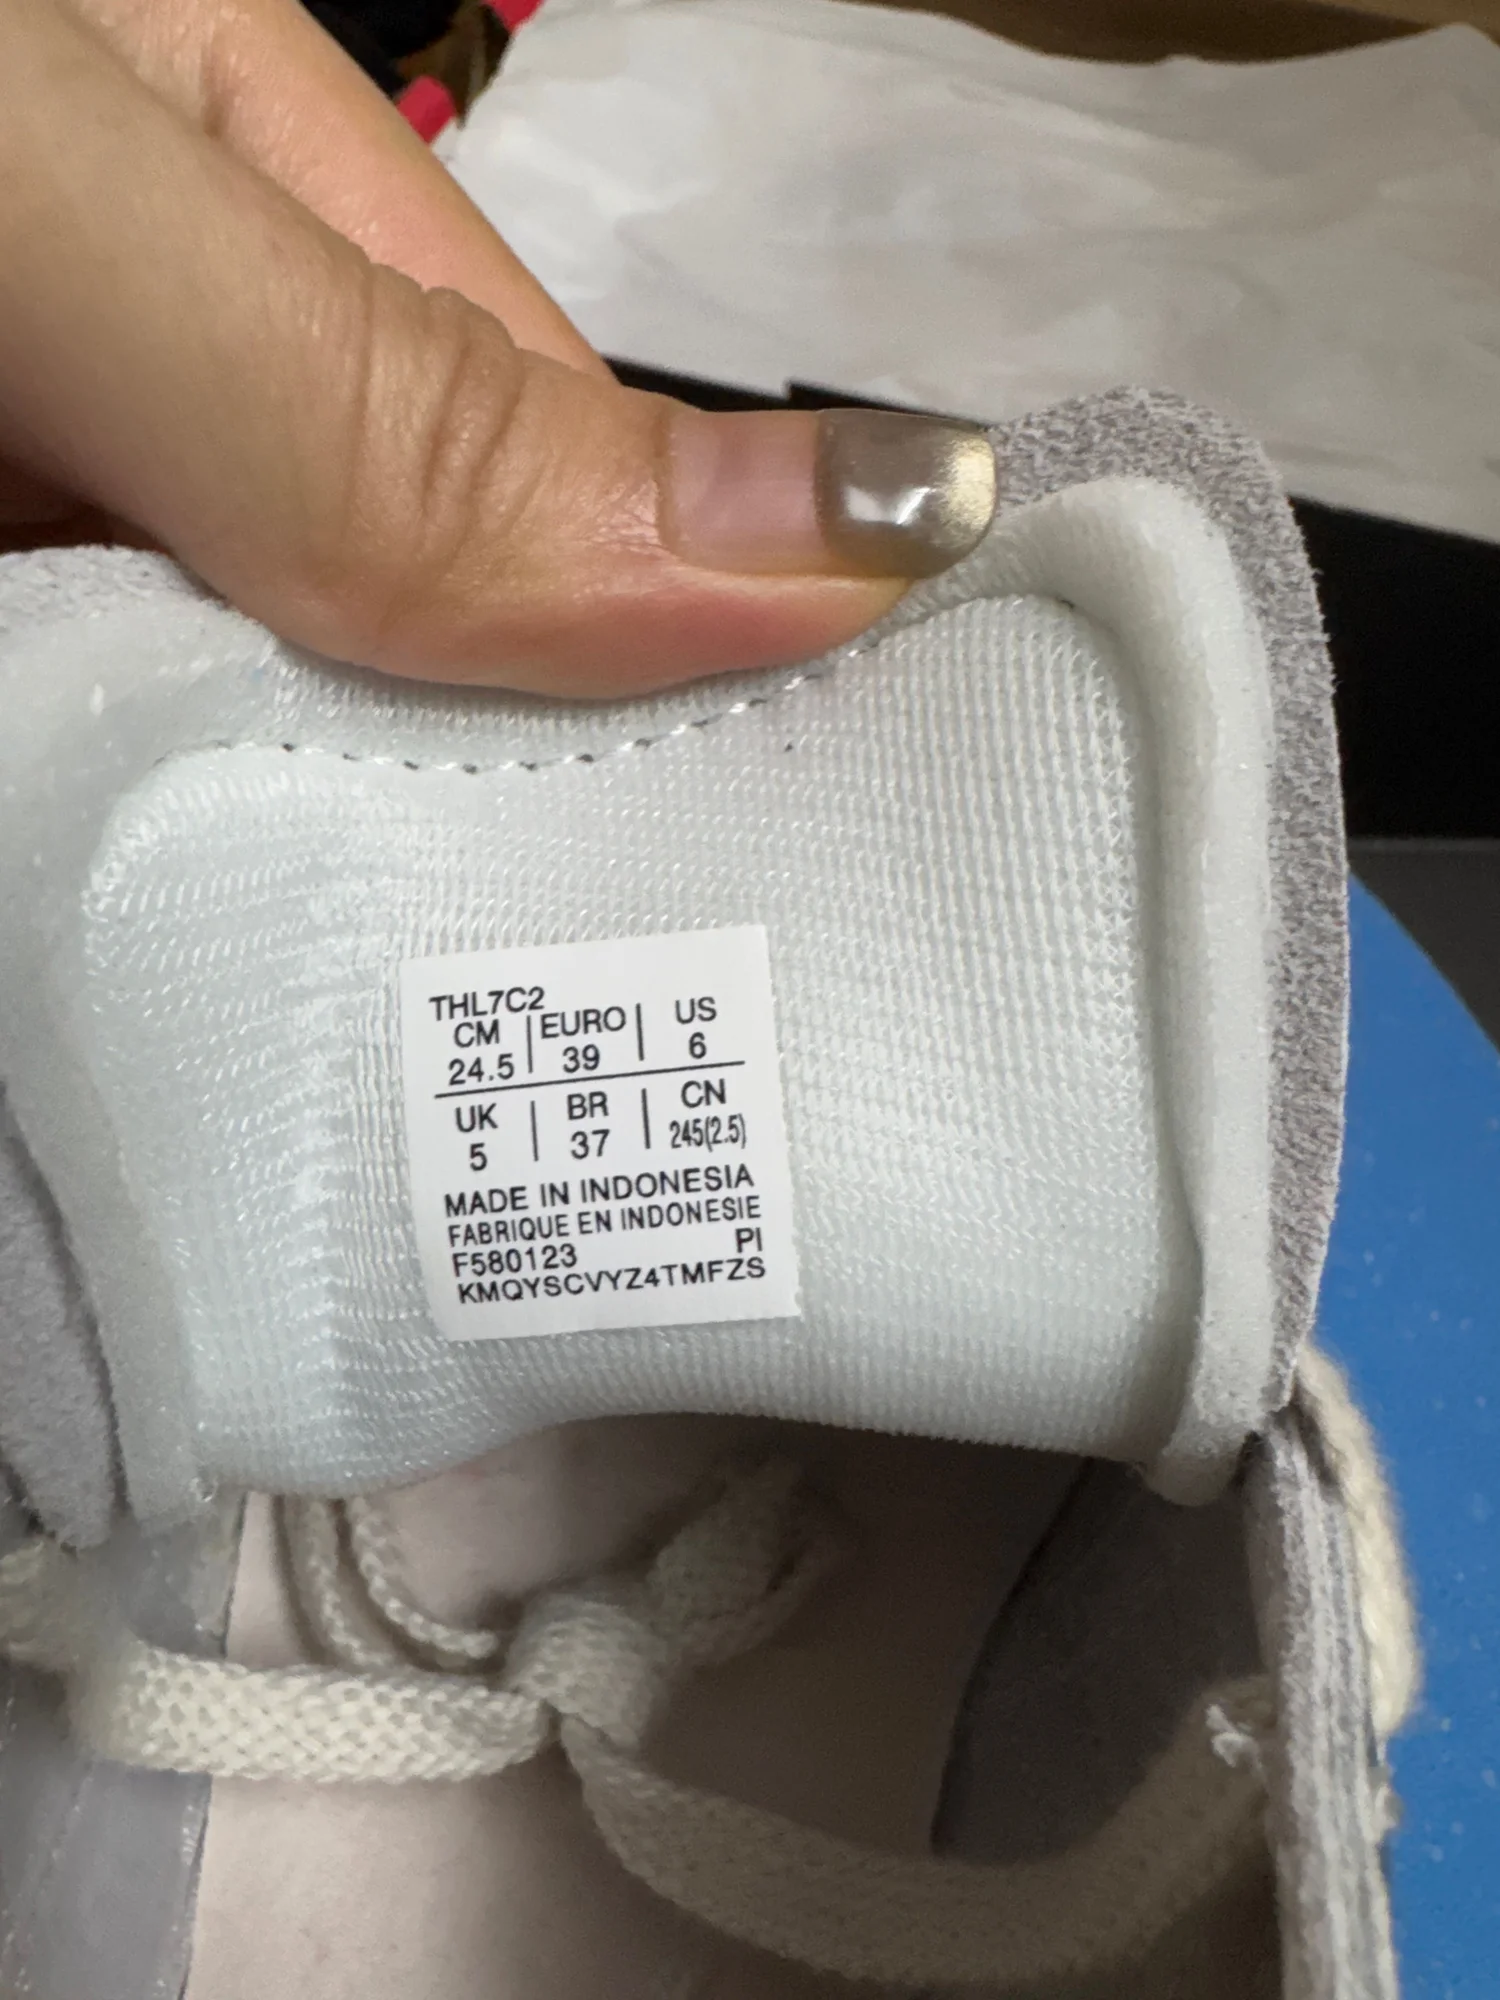 THL7C2
CM | EURO | US
24.5 | 39 | 6
UK | BR | CN
5 | 37 | 245(2.5)
MADE IN INDONESIA
FABRIQUE EN INDONESIE
F580123 PI
KMQYSCVYZ4TMFZS